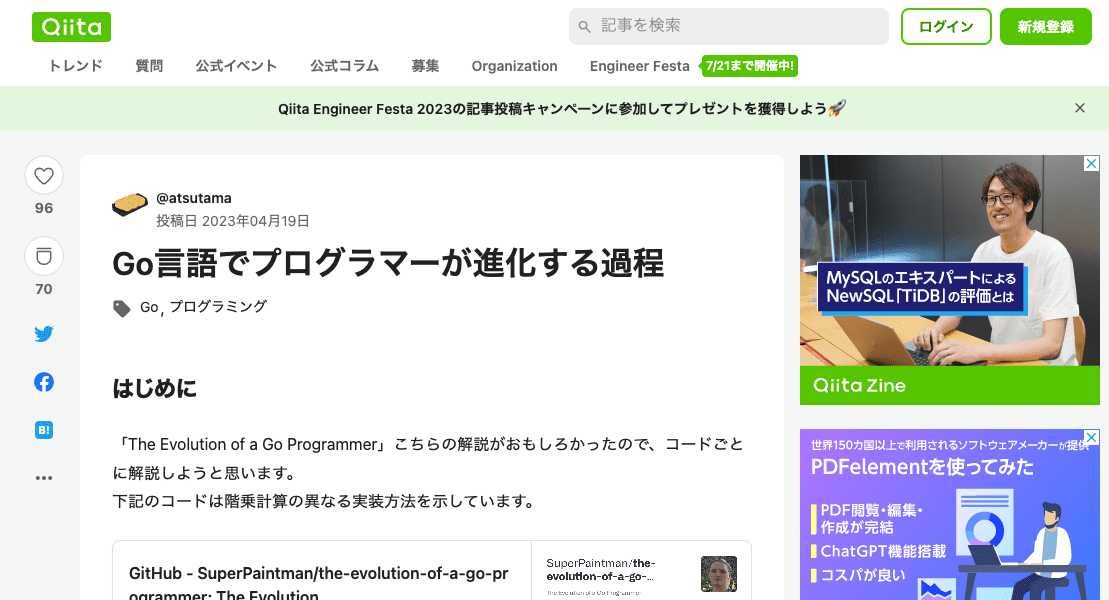 Qiita
記事を検索
ログイン
新規登録
トレンド
質問
公式イベント
公式コラム
募集
Organization
Engineer Festa
7/21まで開催中!
Qiita Engineer Festa 2023の記事投稿キャンペーンに参加してプレゼントを獲得しよう🚀
96
70
B!
@atsutama
投稿日 2023年04月19日
Go言語でプログラマーが進化する過程
Go, プログラミング
はじめに
「The Evolution of a Go Programmer」こちらの解説がおもしろかったので、コードごと
に解説しようと思います。
下記のコードは階乗計算の異なる実装方法を示しています。
GitHub - SuperPaintman/the-evolution-of-a-go-pr
ogrammer: The Evolution
SuperPaintman/the-
evolution-of-a-go-...
The Evolution of a Go Programmer
MySQLのエキスパートによる
NewSQL「TiDB」の評価とは
Qiita Zine
世界150カ国以上で利用されるソフトウェアメーカーが提供
PDFelementを使ってみた
PDF閲覧・編集・
作成が完結
ChatGPT機能搭載
コスパが良い